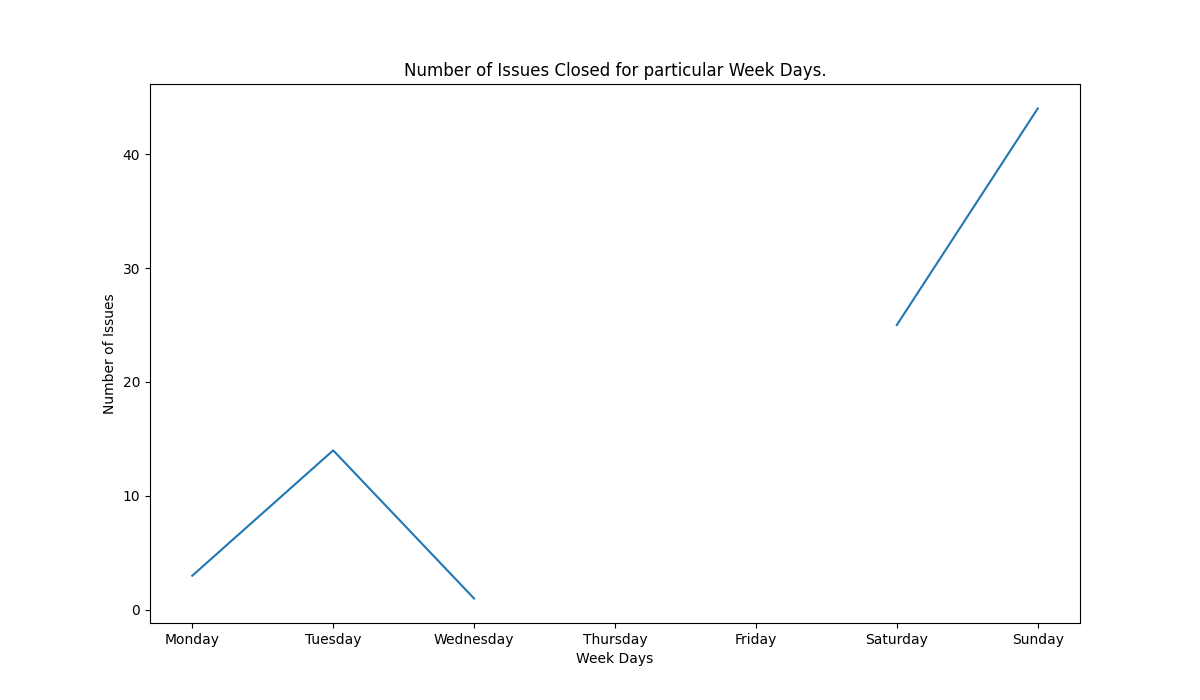 Number of Issues Closed for particular Week Days.
Number of Issues
40
30
20
10
0
Monday Tuesday Wednesday Thursday Friday Saturday Sunday
Week Days